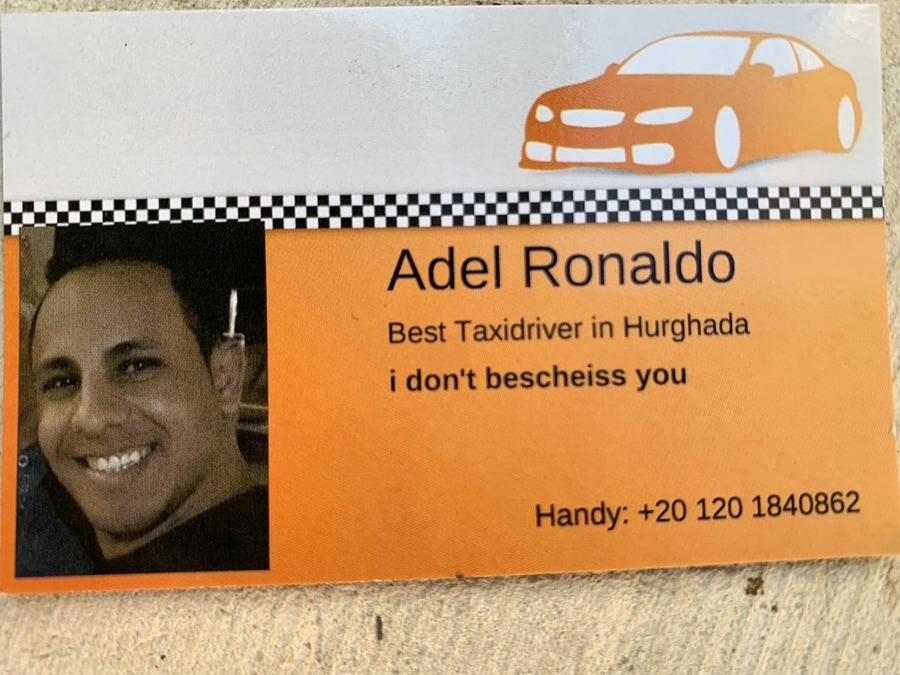 Adel Ronaldo
Best Taxidriver in Hurghada
i don't bescheiss you
Handy: +20 120 1840862